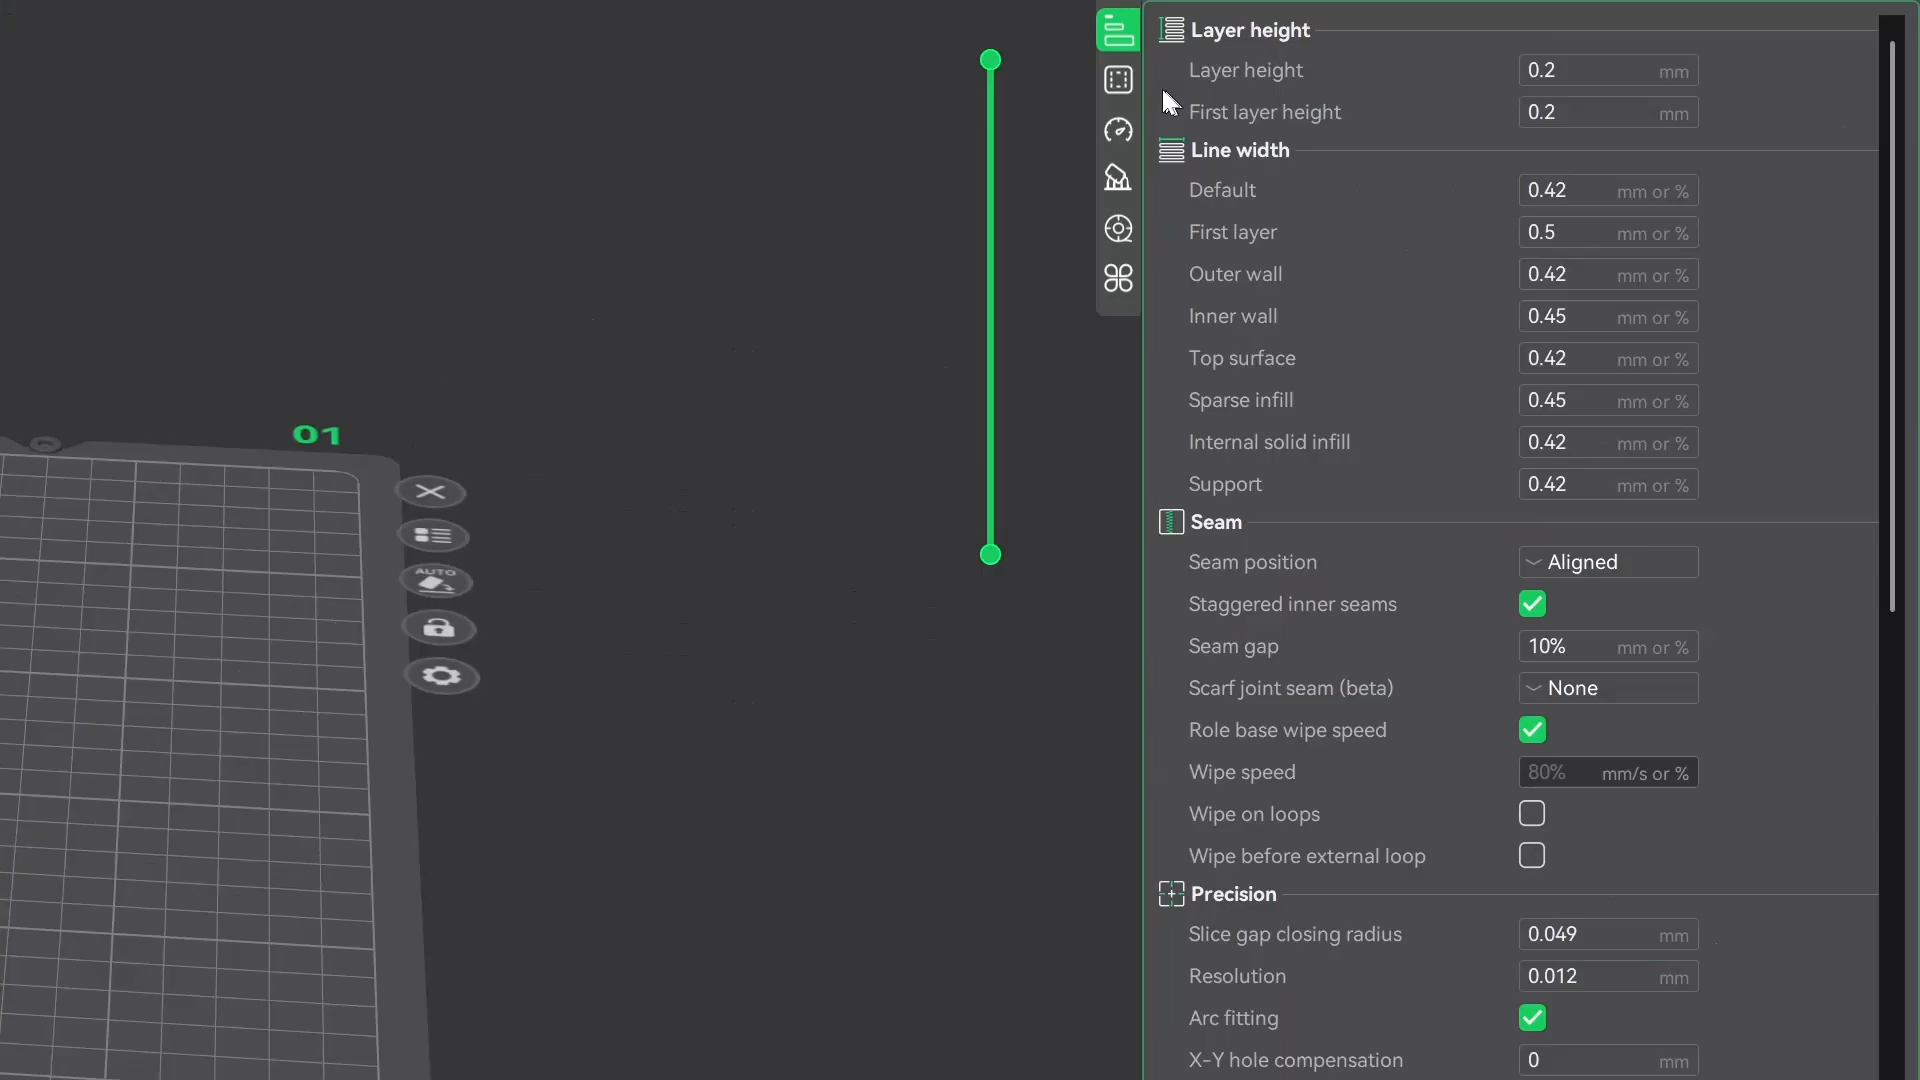 Layer height
Layer height 0.2 mm
First layer height 0.2 mm
Line width
Default 0.42 mm or %
First layer 0.5 mm or %
Outer wall 0.42 mm or %
Inner wall 0.45 mm or %
Top surface 0.42 mm or %
Sparse infill 0.45 mm or %
Internal solid infill 0.42 mm or %
Support 0.42 mm or %
Seam
Seam position Aligned
Staggered inner seams
Seam gap 10% mm or %
Scarf joint seam (beta) None
Role base wipe speed
Wipe speed 80% mm/s or %
Wipe on loops
Wipe before external loop
Precision
Slice gap closing radius 0.049 mm
Resolution 0.012 mm
Arc fitting
X-Y hole compensation 0 mm
01
AUTO